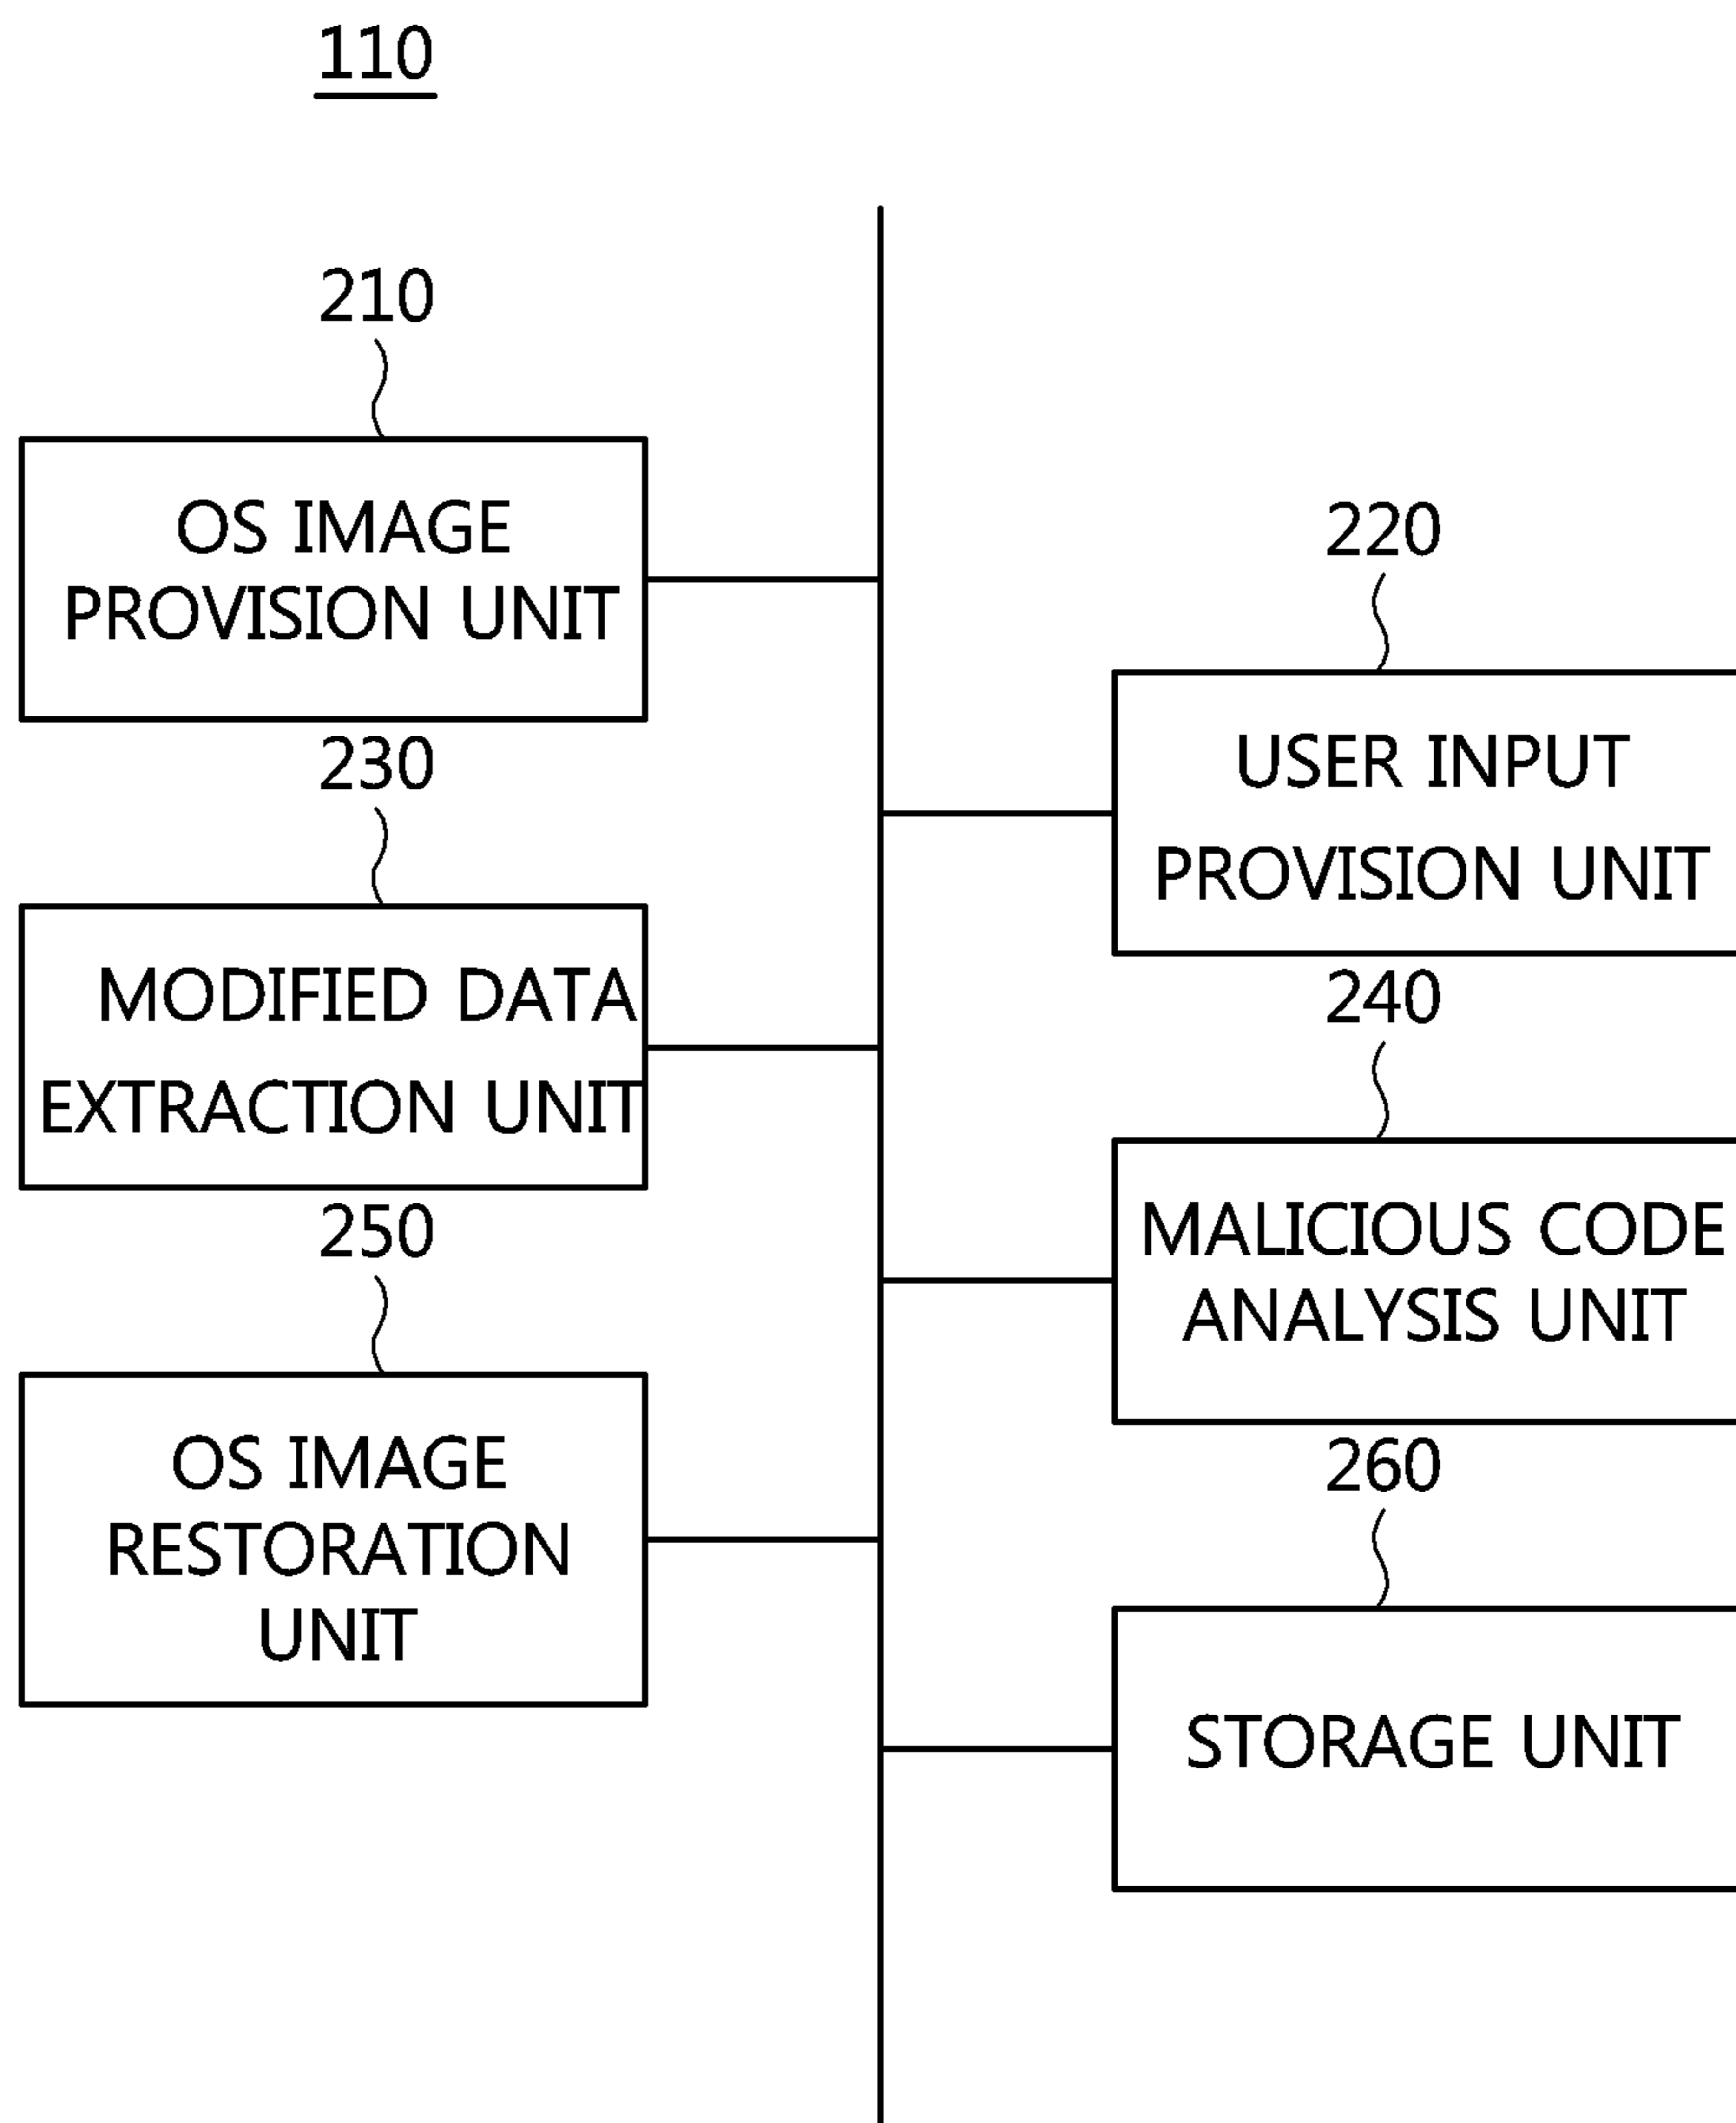 110
210
OS IMAGE
PROVISION UNIT
220
USER INPUT
PROVISION UNIT
230
MODIFIED DATA
EXTRACTION UNIT
240
MALICIOUS CODE
ANALYSIS UNIT
250
OS IMAGE
RESTORATION
UNIT
260
STORAGE UNIT